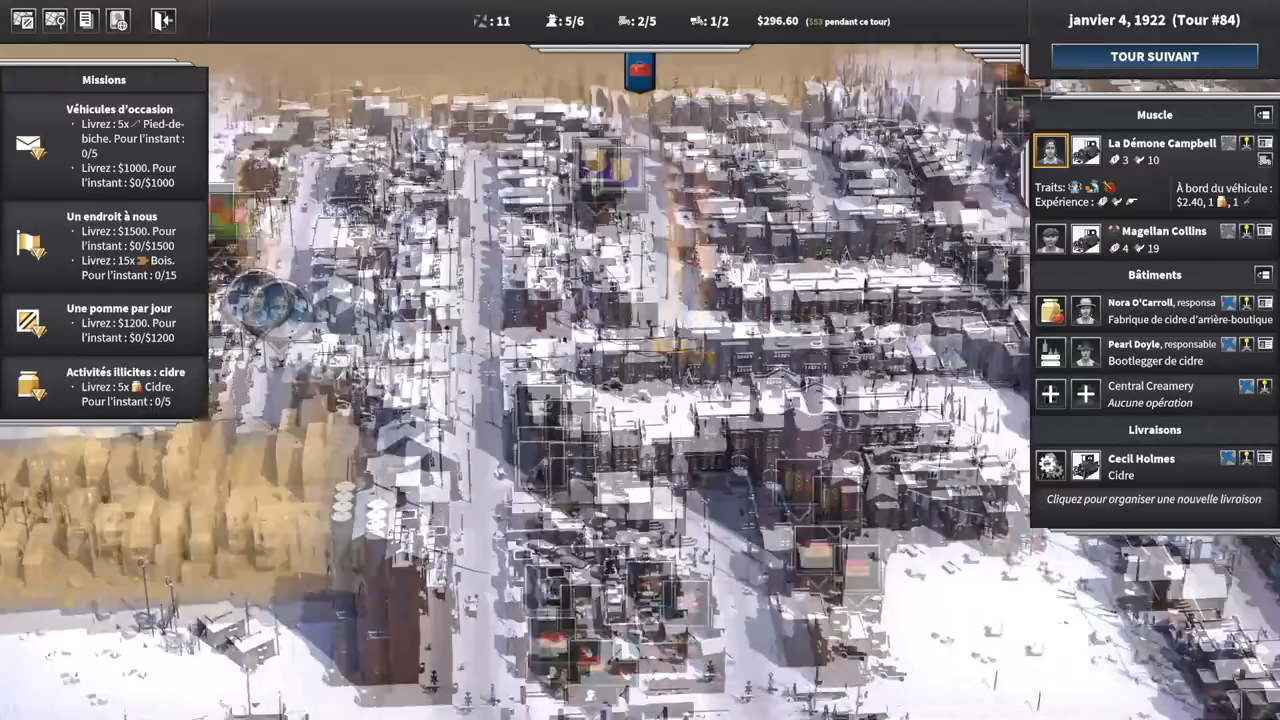 : 11
: 5/6
: 2/5
: 1/2
$296.60 ($53 pendant ce tour)
janvier 4, 1922 (Tour #84)
TOUR SUIVANT
Missions
Véhicules d'occasion
· Livrez : 5x Pied-de-
biche. Pour l'instant :
0/5
· Livrez : $1000. Pour
l'instant : $0/$1000
Un endroit à nous
· Livrez : $1500. Pour
l'instant : $0/$1500
· Livrez : 15x Bois.
Pour l'instant : 0/15
Une pomme par jour
· Livrez : $1200. Pour
l'instant : $0/$1200
Activités illicites : cidre
· Livrez : 5x Cidre.
Pour l'instant : 0/5
Muscle
La Démone Campbell
3 10
Traits:
Expérience :
À bord du véhicule :
$2.40, 1 , 1
Magellan Collins
4 19
Bâtiments
Nora O'Carroll, responsa
Fabrique de cidre d'arrière-boutique
Pearl Doyle, responsable
Bootlegger de cidre
Central Creamery
Aucune opération
Livraisons
Cecil Holmes
Cidre
Cliquez pour organiser une nouvelle livraison